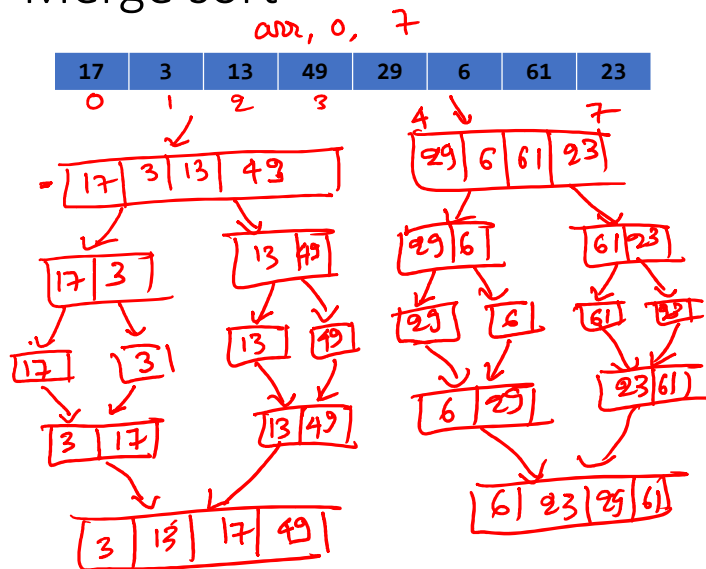 Merge sort
arr, 0, 7
17 3 13 49 29 6 61 23
0 1 2 3 4 7
17 3 13 49 29 6 61 23
17 3 13 49 29 6 61 23
17 3 13 49 29 6 61 23
3 17 13 49 6 29 23 61
3 13 17 49 6 23 29 61